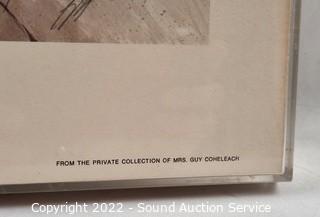 FROM THE PRIVATE COLLECTION OF MRS. GUY COHELEACH
Copyright 2022 - Sound Auction Service